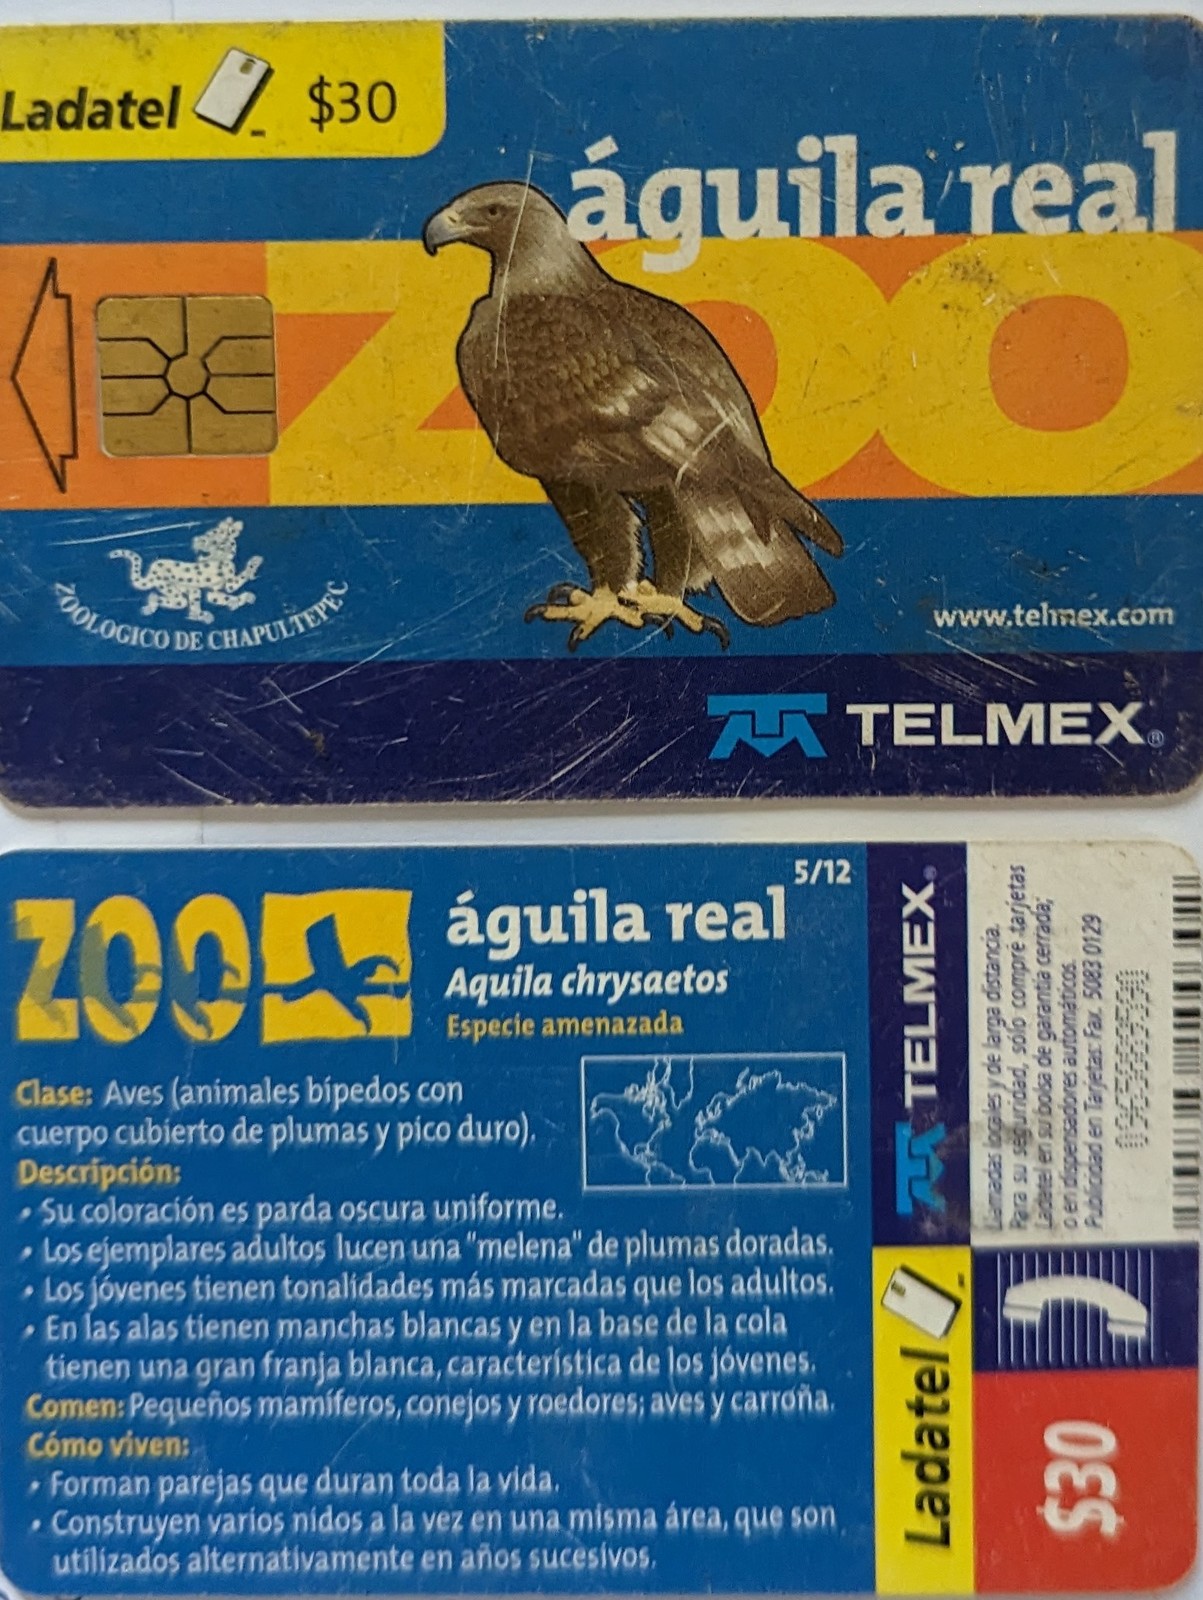 Ladatel $30
águila real
ZOO
ZOOLOGICO DE CHAPULTEPEC
www.telmex.com
TELMEX®
5/12
ZOO
águila real
Aquila chrysaetos
Especie amenazada
Clase: Aves (animales bípedos con
cuerpo cubierto de plumas y pico duro).
Descripción:
• Su coloración es parda oscura uniforme.
• Los ejemplares adultos lucen una "melena" de plumas doradas.
• Los jóvenes tienen tonalidades más marcadas que los adultos.
• En las alas tienen manchas blancas y en la base de la cola
tienen una gran franja blanca, característica de los jóvenes.
Comen: Pequeños mamíferos, conejos y roedores; aves y carroña.
Cómo viven:
• Forman parejas que duran toda la vida.
• Construyen varios nidos a la vez en una misma área, que son
utilizados alternativamente en años sucesivos.
TELMEX®
Llamadas locales y de larga distancia.
Para su seguridad, sólo compre tarjetas
Ladatel en su bolsa de garantía cerrada;
o en dispensadores automáticos.
Publicidad en Tarjetas: Fax. 5083 0129
Ladatel
$30